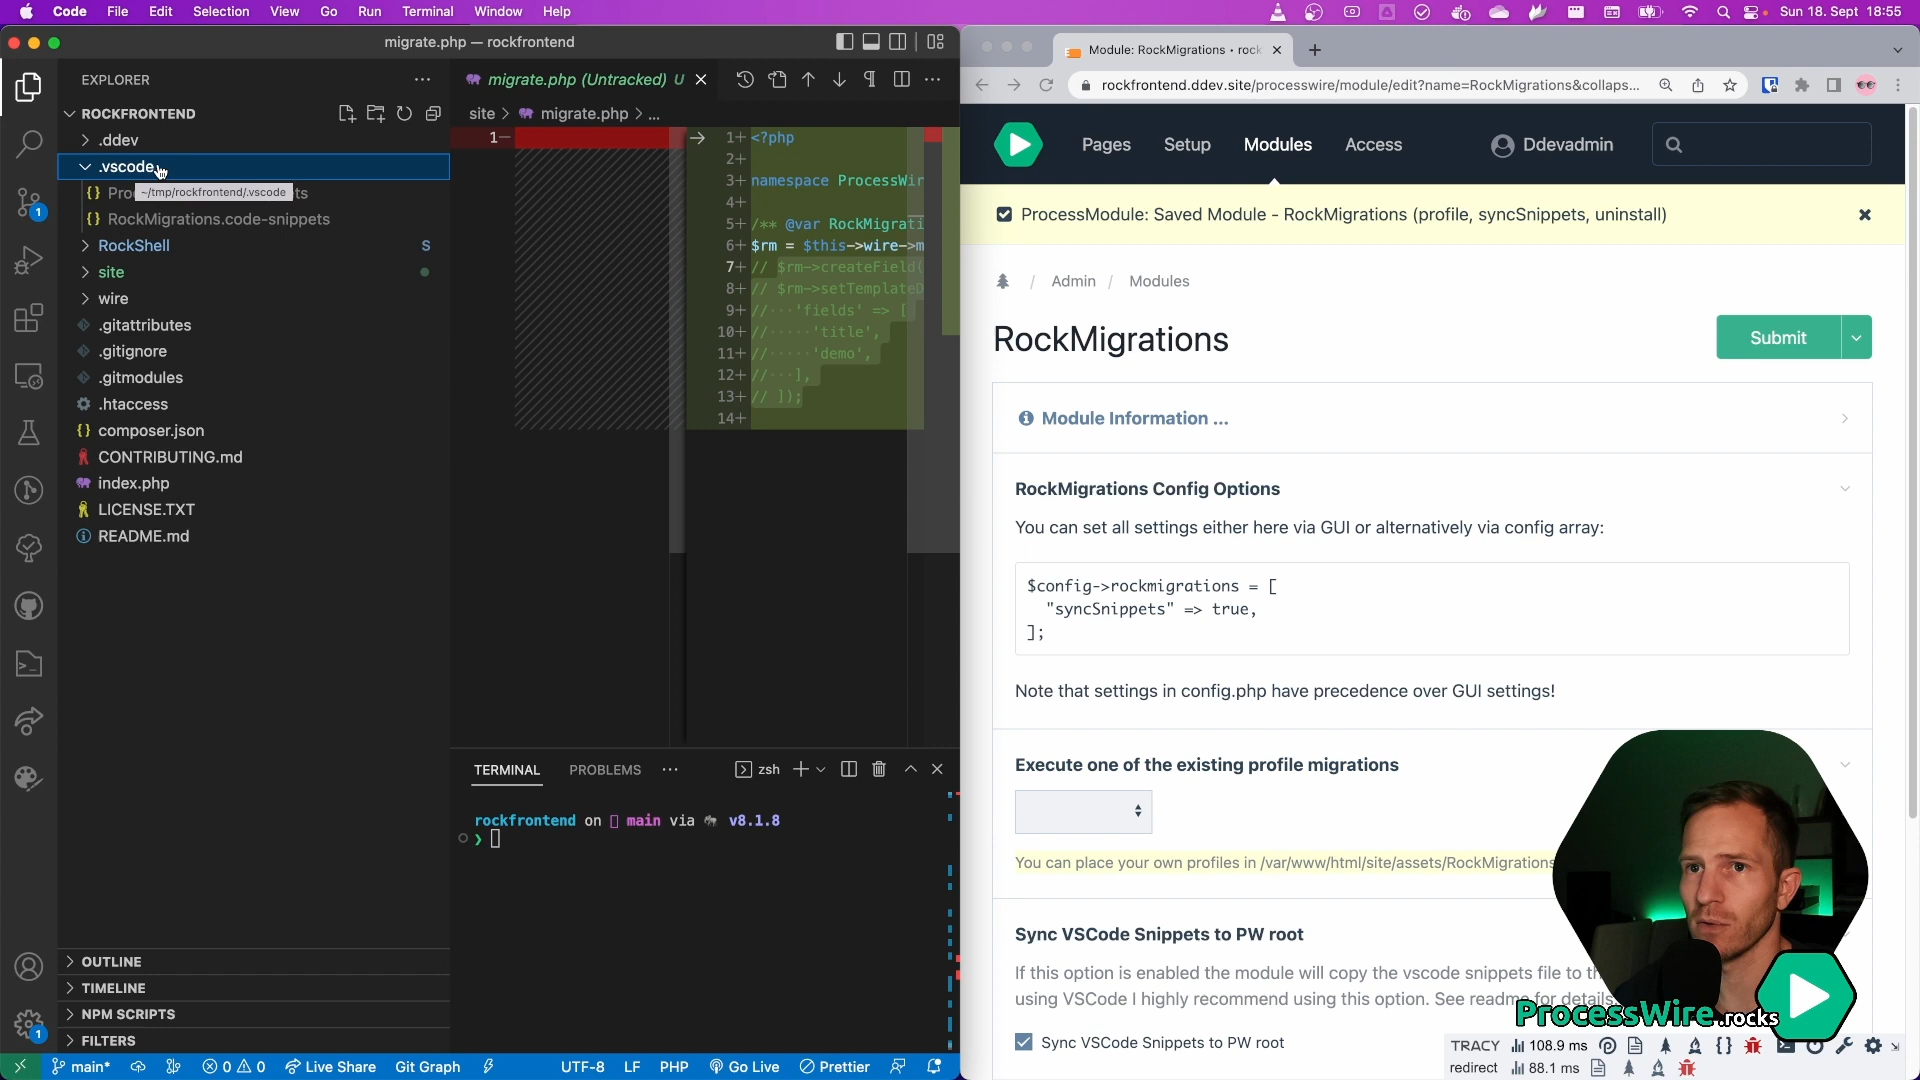 Code File Edit Selection View Go Run Terminal Window Help
Sun 18. Sept 18:55
migrate.php — rockfrontend
EXPLORER
ROCKFRONTEND
.ddev
.vscode
~/tmp/rockfrontend/.vscode
RockMigrations.code-snippets
RockShell S
site
wire
.gitattributes
.gitignore
.gitmodules
.htaccess
composer.json
CONTRIBUTING.md
index.php
LICENSE.TXT
README.md
OUTLINE
TIMELINE
NPM SCRIPTS
FILTERS
1
1
migrate.php (Untracked) U
site > migrate.php > ...
1−
1+ <?php
2+
3+ namespace ProcessWir
4+
5+ /** @var RockMigrati
6+ $rm = $this->wire->m
7+ // $rm->createField(
8+ // $rm->setTemplateD
9+ //···'fields' => [
10+ //·····'title',
11+ //·····'demo',
12+ //···],
13+ // ]);
14+
TERMINAL PROBLEMS ···
zsh
rockfrontend on main via v8.1.8
❯
main* 0 0 Live Share Git Graph UTF-8 LF PHP Go Live Prettier
Module: RockMigrations • rock
rockfrontend.ddev.site/processwire/module/edit?name=RockMigrations&collaps...
Pages Setup Modules Access Ddevadmin
ProcessModule: Saved Module - RockMigrations (profile, syncSnippets, uninstall)
/ Admin / Modules
RockMigrations
Submit
Module Information ...
RockMigrations Config Options
You can set all settings either here via GUI or alternatively via config array:
$config->rockmigrations = [
"syncSnippets" => true,
];
Note that settings in config.php have precedence over GUI settings!
Execute one of the existing profile migrations
You can place your own profiles in /var/www/html/site/assets/RockMigrations
Sync VSCode Snippets to PW root
If this option is enabled the module will copy the vscode snippets file to
using VSCode I highly recommend using this option. See readme for details.
Sync VSCode Snippets to PW root
ProcessWire.rocks
TRACY 108.9 ms
redirect 88.1 ms